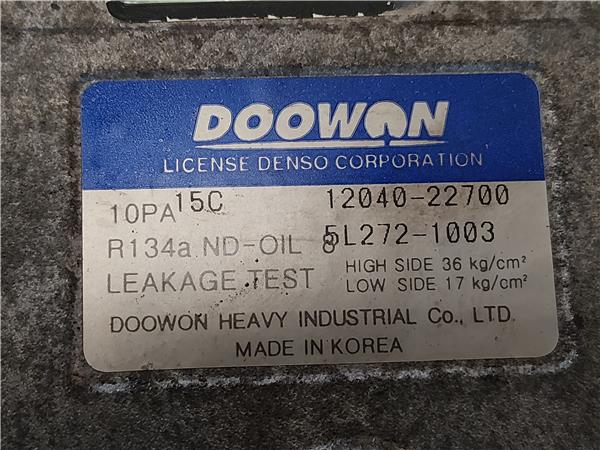 DOOWON
LICENSE DENSO CORPORATION
10PA15C 12040-22700
R134a ND-OIL 8 5L272-1003
LEAKAGE TEST HIGH SIDE 36 kg/cm²
LOW SIDE 17 kg/cm²
DOOWON HEAVY INDUSTRIAL Co., LTD.
MADE IN KOREA